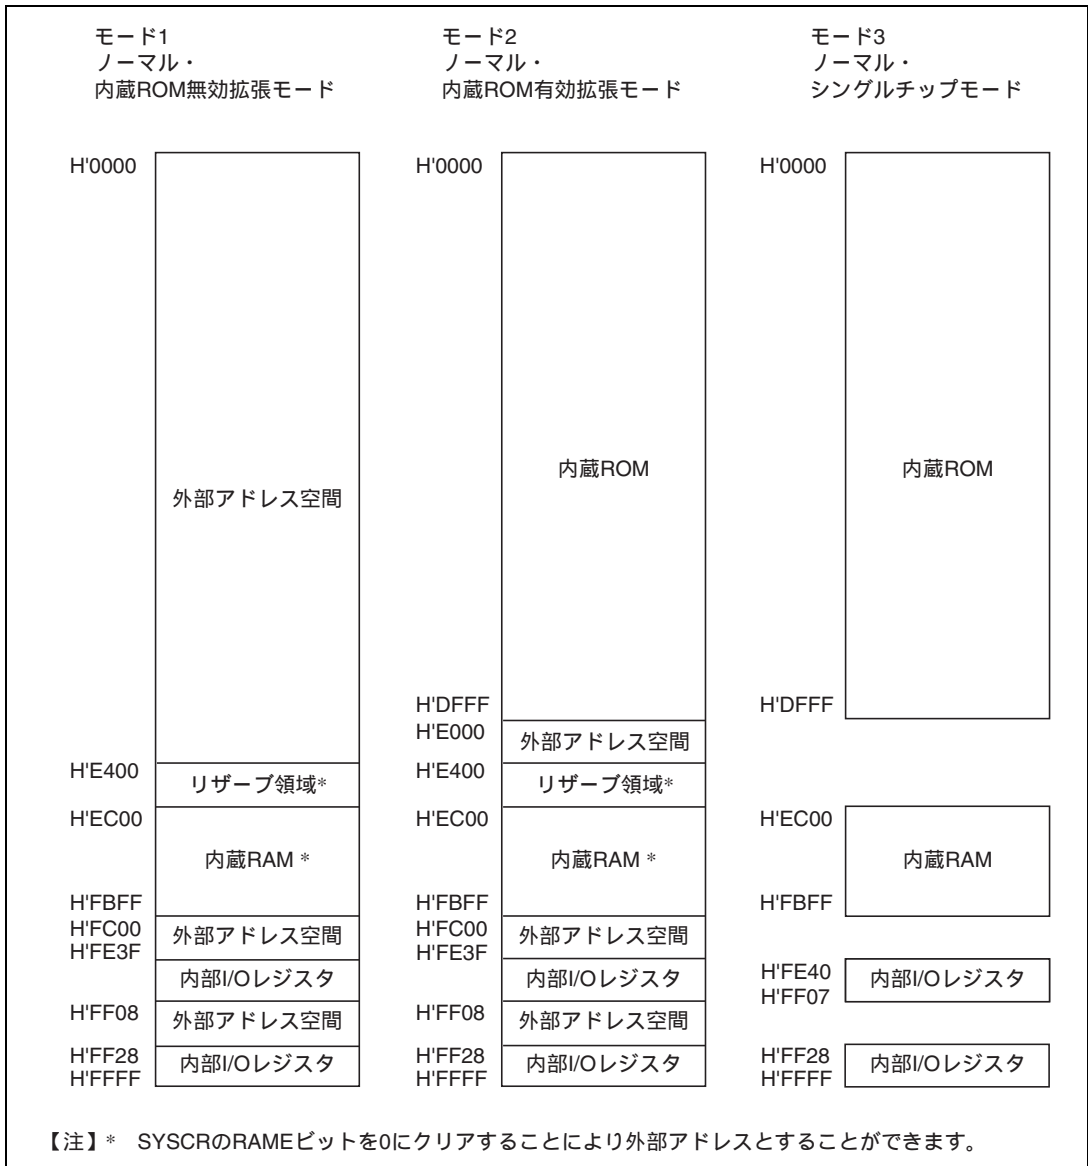 モード1
ノーマル・
内蔵ROM無効拡張モード
H'0000
外部アドレス空間
H'E400
リザーブ領域*
H'EC00
内蔵RAM *
H'FBFF
H'FC00
外部アドレス空間
H'FE3F
内部I/Oレジスタ
H'FF08
外部アドレス空間
H'FF28
内部I/Oレジスタ
H'FFFF
モード2
ノーマル・
内蔵ROM有効拡張モード
H'0000
内蔵ROM
H'DFFF
H'E000
外部アドレス空間
H'E400
リザーブ領域*
H'EC00
内蔵RAM *
H'FBFF
H'FC00
外部アドレス空間
H'FE3F
内部I/Oレジスタ
H'FF08
外部アドレス空間
H'FF28
内部I/Oレジスタ
H'FFFF
モード3
ノーマル・
シングルチップモード
H'0000
内蔵ROM
H'DFFF
H'EC00
内蔵RAM
H'FBFF
H'FE40
内部I/Oレジスタ
H'FF07
H'FF28
内部I/Oレジスタ
H'FFFF
【注】* SYSCRのRAMEビットを0にクリアすることにより外部アドレスとすることができます。